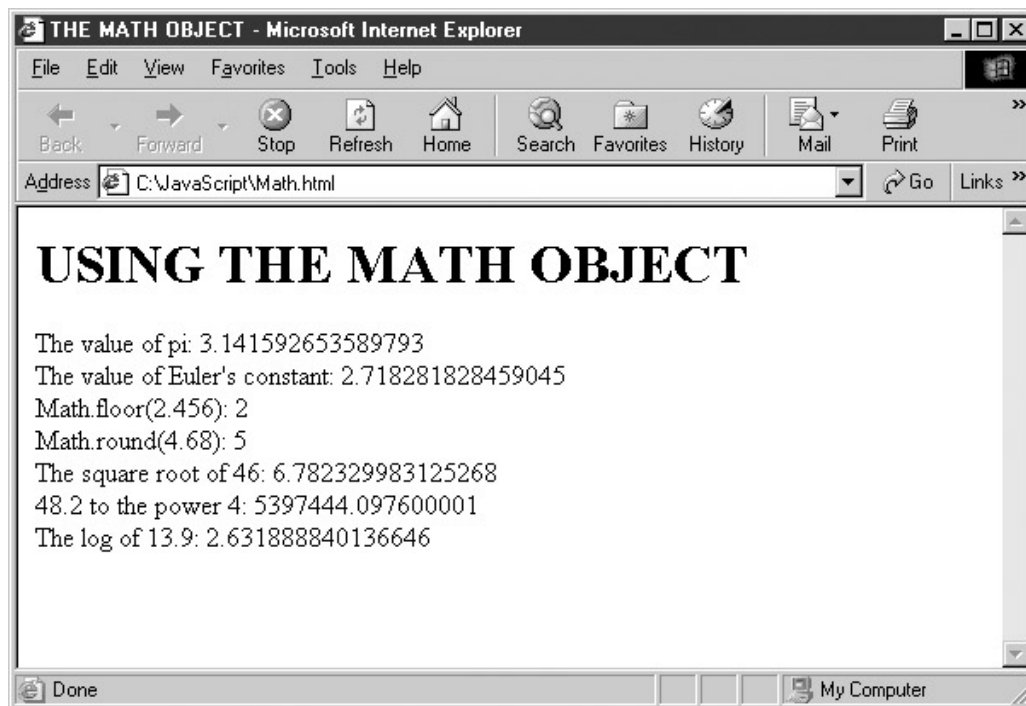 THE MATH OBJECT - Microsoft Internet Explorer
File Edit View Favorites Tools Help
Back Forward Stop Refresh Home Search Favorites History Mail Print »
Address C:\JavaScript\Math.html Go Links »
USING THE MATH OBJECT
The value of pi: 3.141592653589793
The value of Euler's constant: 2.718281828459045
Math.floor(2.456): 2
Math.round(4.68): 5
The square root of 46: 6.782329983125268
48.2 to the power 4: 5397444.097600001
The log of 13.9: 2.631888840136646
Done My Computer